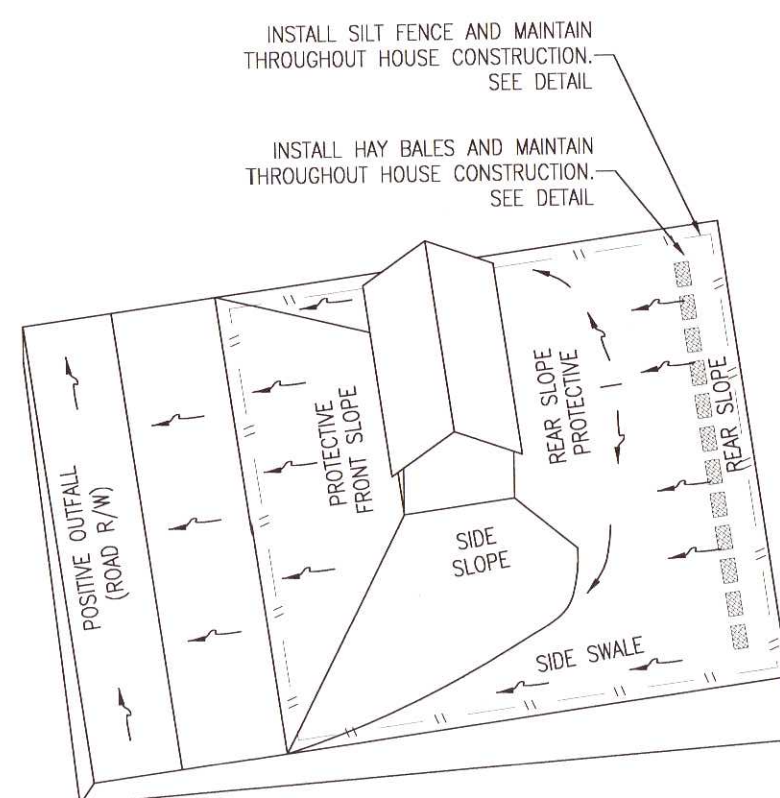 INSTALL SILT FENCE AND MAINTAIN
THROUGHOUT HOUSE CONSTRUCTION.
SEE DETAIL
INSTALL HAY BALES AND MAINTAIN
THROUGHOUT HOUSE CONSTRUCTION.
SEE DETAIL
POSITIVE OUTFALL
(ROAD R/W)
PROTECTIVE
FRONT SLOPE
SIDE
SLOPE
REAR SLOPE
PROTECTIVE
REAR SLOPE
SIDE SWALE